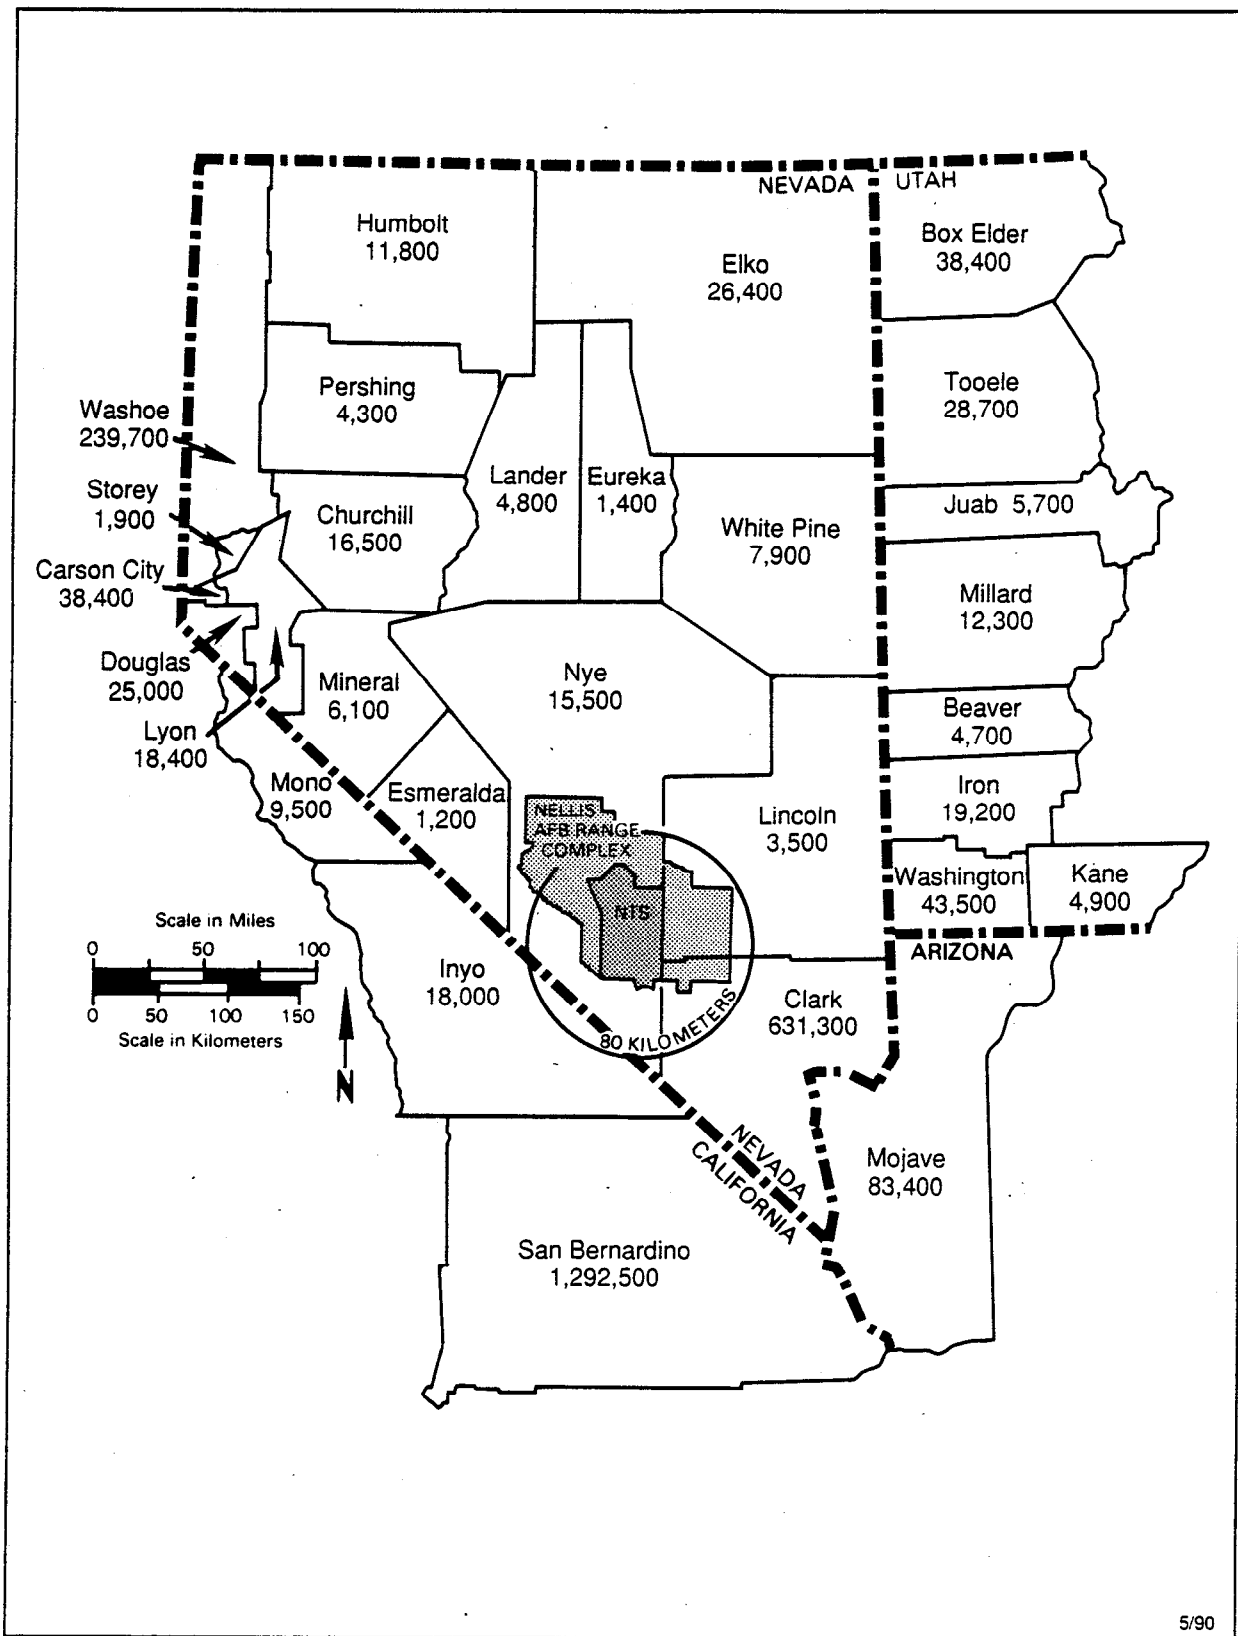 NEVADA
UTAH
Humbolt
11,800
Elko
26,400
Box Elder
38,400
Pershing
4,300
Tooele
28,700
Washoe
239,700
Lander
4,800
Eureka
1,400
Storey
1,900
Churchill
16,500
White Pine
7,900
Juab 5,700
Carson City
38,400
Millard
12,300
Douglas
25,000
Mineral
6,100
Nye
15,500
Beaver
4,700
Lyon
18,400
Mono
9,500
Esmeralda
1,200
NELLIS
AFB RANGE
COMPLEX
Lincoln
3,500
Iron
19,200
Washington
43,500
Kane
4,900
NTS
ARIZONA
Scale in Miles
0 50 100
0 50 100 150
Scale in Kilometers
N
Inyo
18,000
80 KILOMETERS
Clark
631,300
NEVADA
CALIFORNIA
Mojave
83,400
San Bernardino
1,292,500
5/90